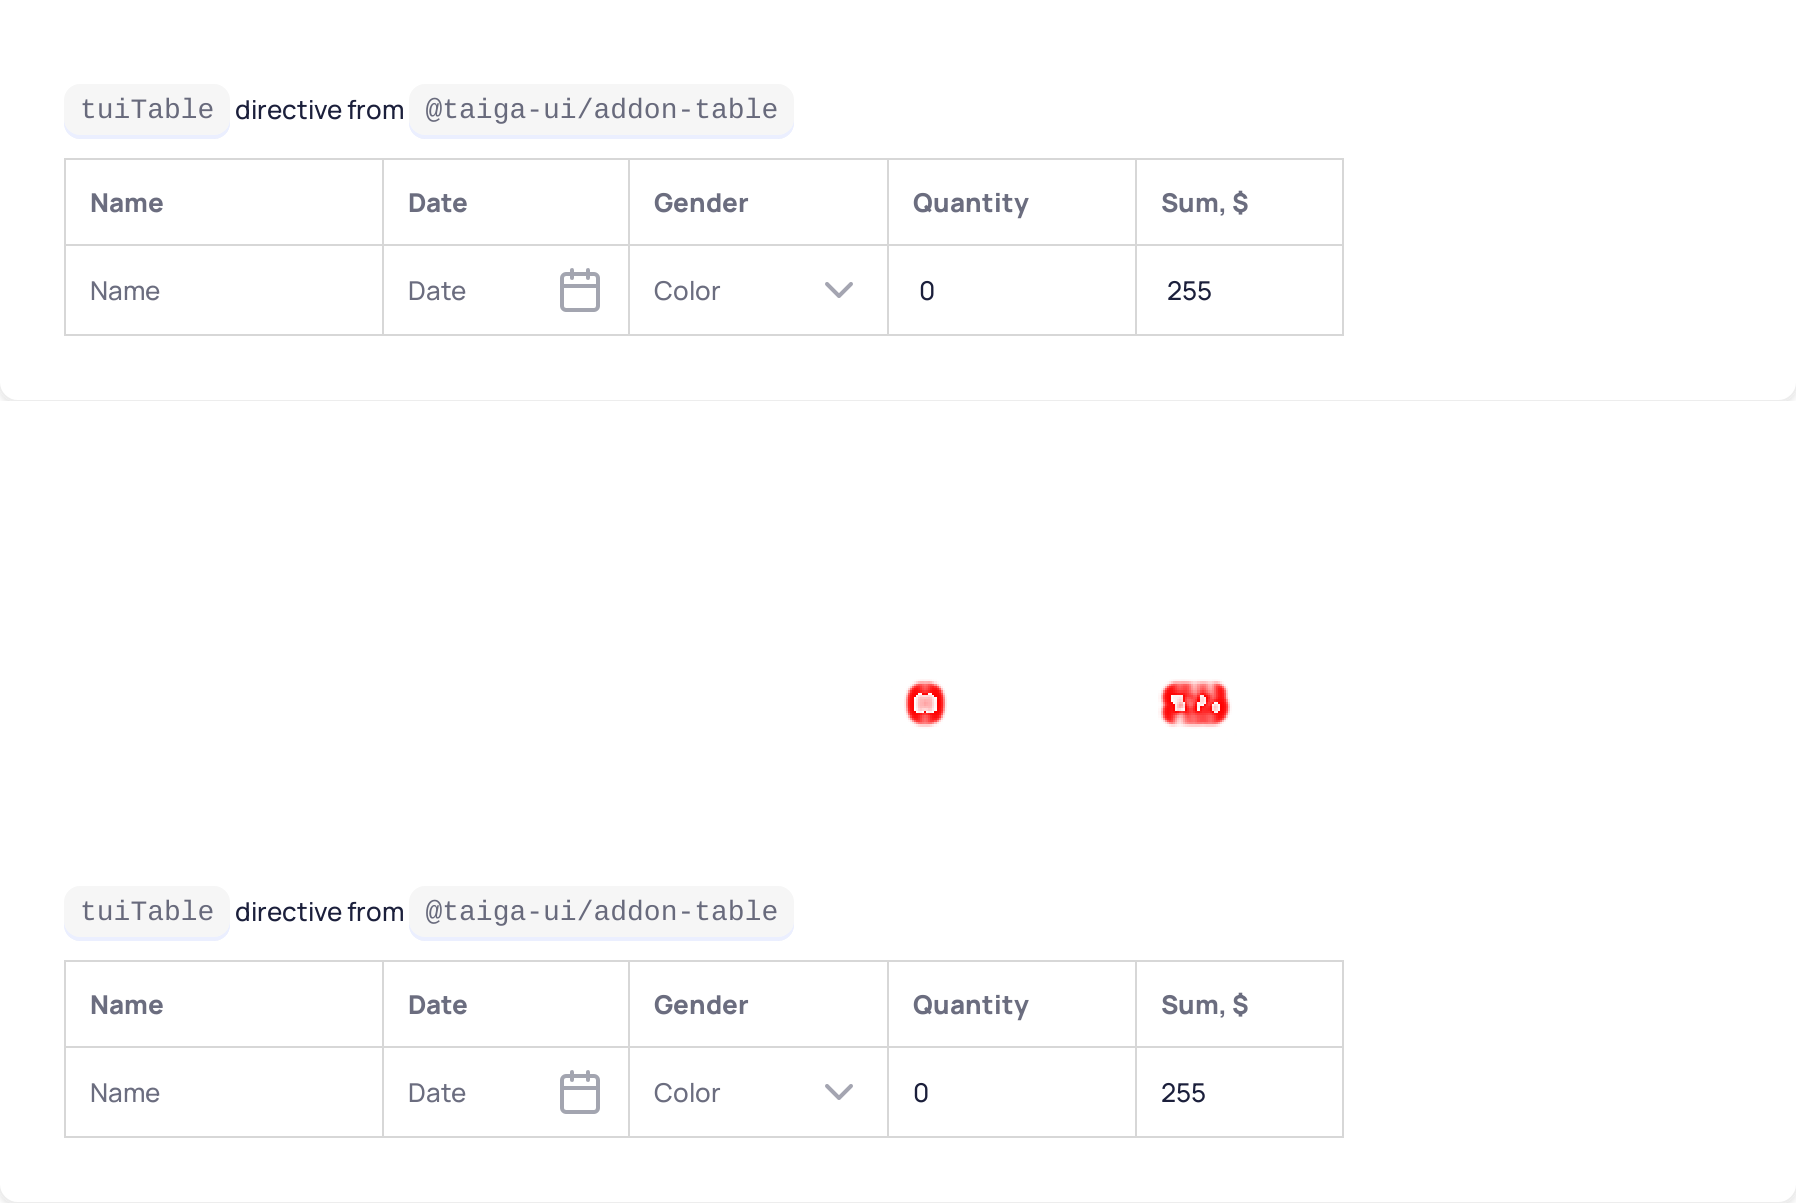 tuiTable directive from @taiga-ui/addon-table
Name Date Gender Quantity Sum, $
Name Date Color 0 255
tuiTable directive from @taiga-ui/addon-table
Name Date Gender Quantity Sum, $
Name Date Color 0 255